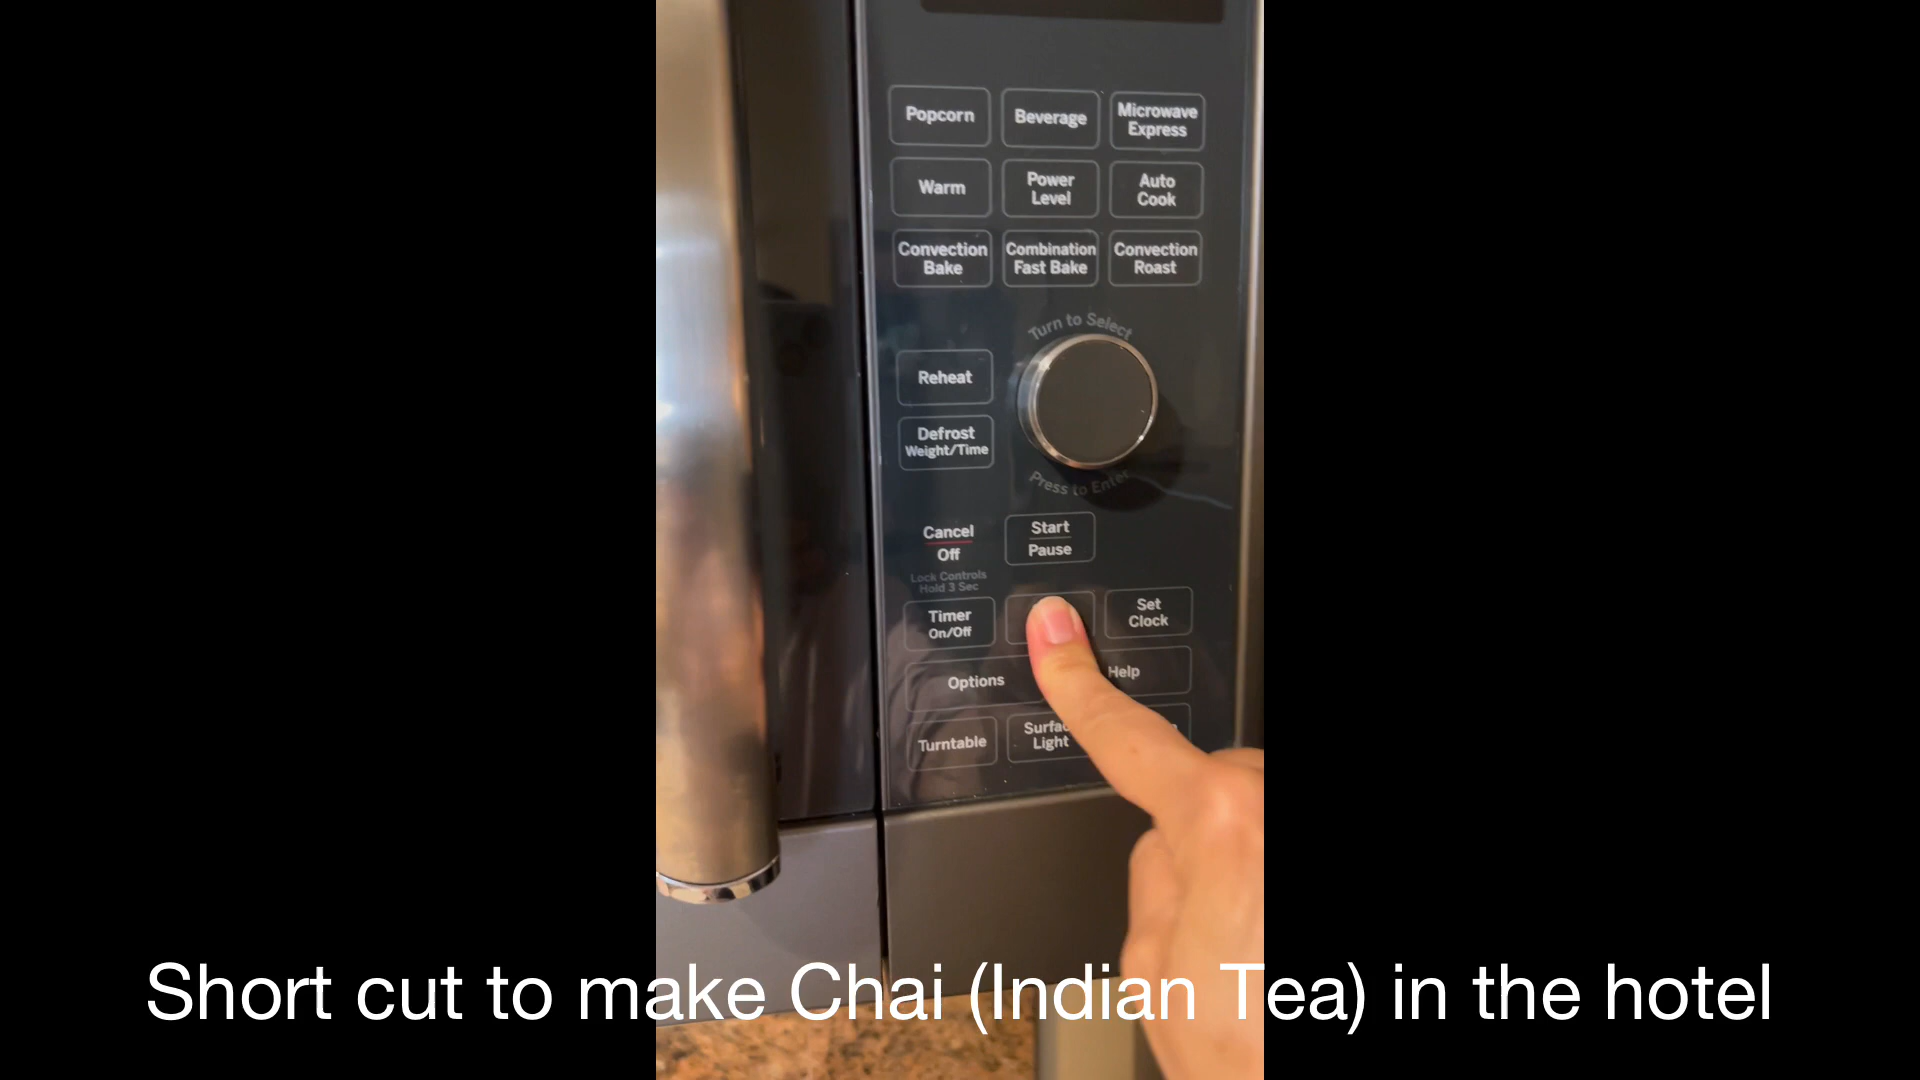 Popcorn
Beverage
Microwave
Express
Warm
Power
Level
Auto
Cook
Convection
Bake
Combination
Fast Bake
Convection
Roast
Turn to Select
Reheat
Defrost
Weight/Time
Press to Enter
Cancel
Off
Start
Pause
Lock Controls
Hold 3 Sec
Timer
On/Off
Set
Clock
Options
Help
Turntable
Light
Short cut to make Chai (Indian Tea) in the hotel